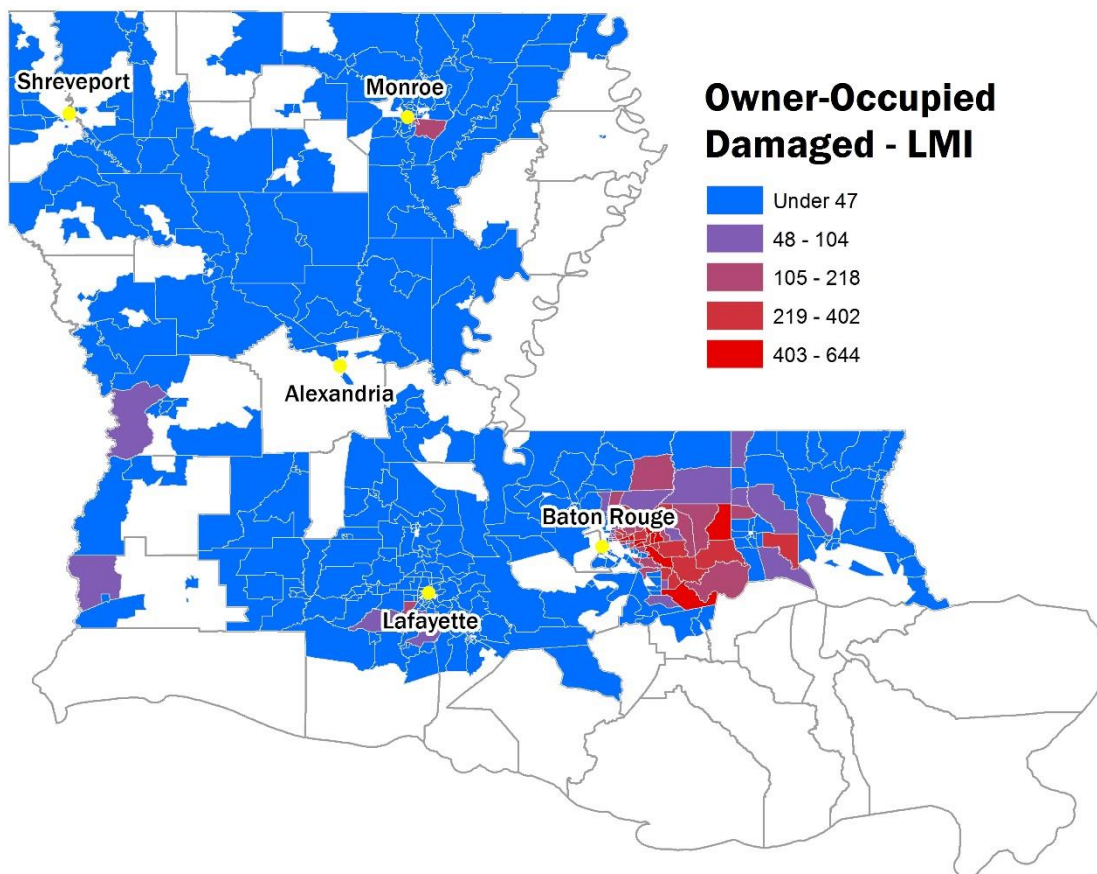 Shreveport
Monroe
Owner-Occupied
Damaged - LMI
Under 47
48 - 104
105 - 218
219 - 402
403 - 644
Alexandria
Baton Rouge
Lafayette